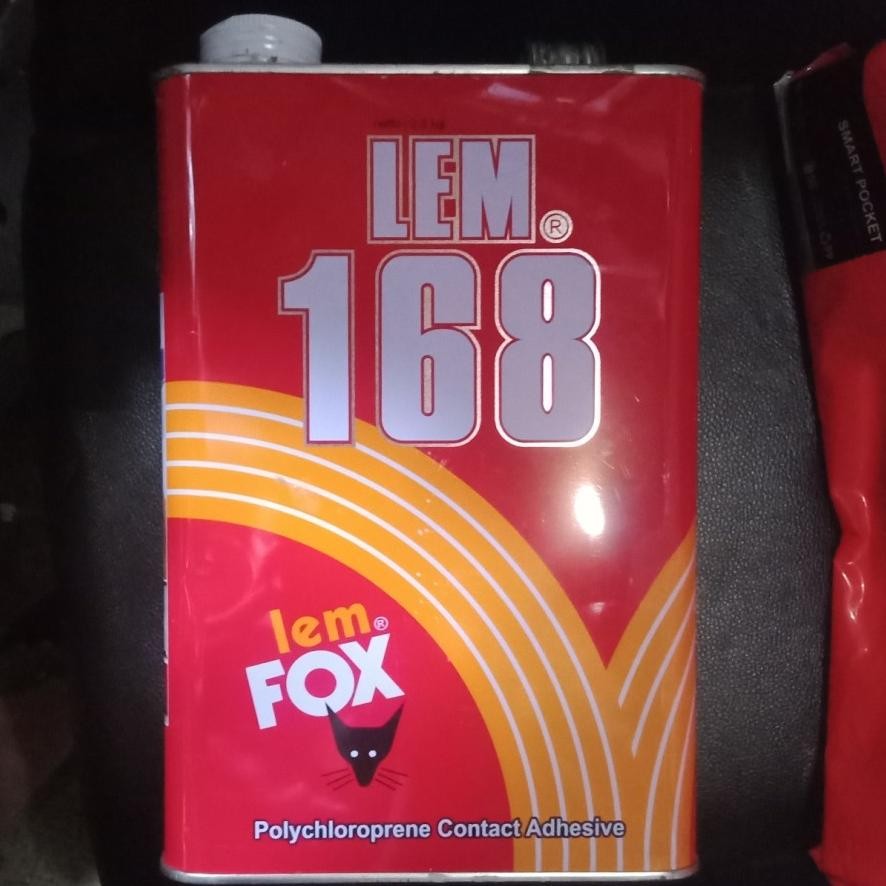 LEM®
168
lem®
FOX
Polychloroprene Contact Adhesive
SMART POCKET